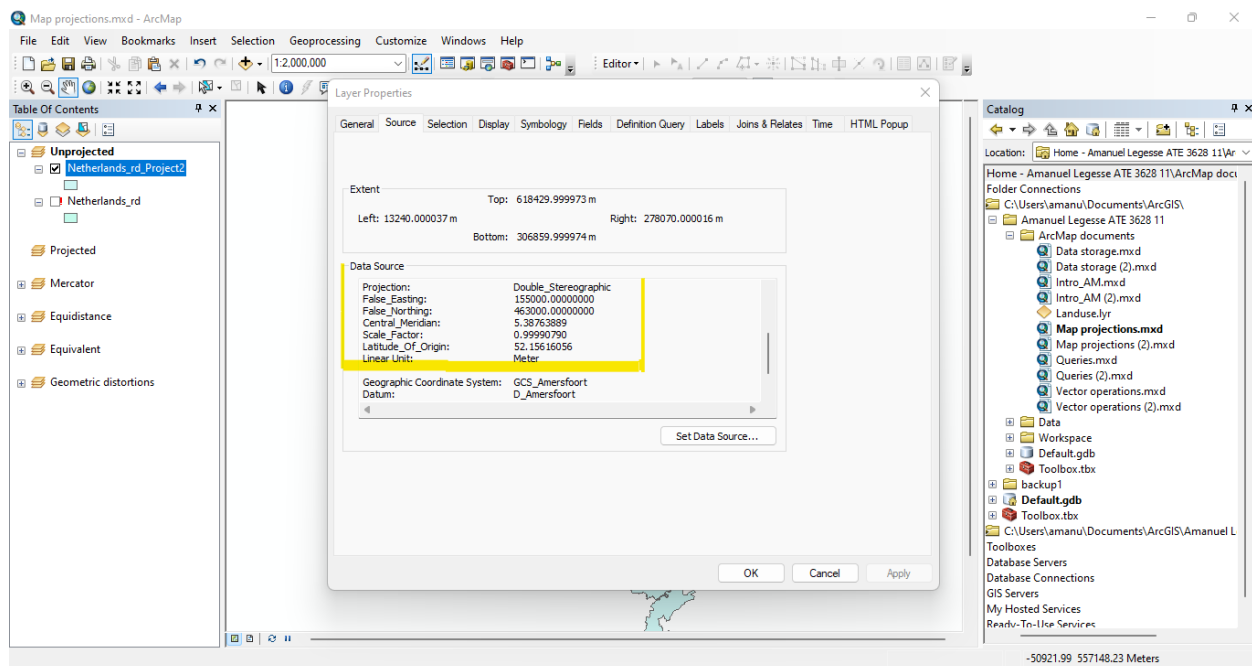 Map projections.mxd - ArcMap
File Edit View Bookmarks Insert Selection Geoprocessing Customize Windows Help
1:2,000,000
Editor
Table Of Contents
Unprojected
Netherlands_rd_Project2
Netherlands_rd
Projected
Mercator
Equidistance
Equivalent
Geometric distortions
Layer Properties
General Source Selection Display Symbology Fields Definition Query Labels Joins & Relates Time HTML Popup
Extent
Top: 618429.999973 m
Left: 13240.000037 m Right: 278070.000016 m
Bottom: 306859.999974 m
Data Source
Projection: Double_Stereographic
False_Easting: 155000.00000000
False_Northing: 463000.00000000
Central_Meridian: 5.38763889
Scale_Factor: 0.99990790
Latitude_Of_Origin: 52.15616056
Linear Unit: Meter
Geographic Coordinate System: GCS_Amersfoort
Datum: D_Amersfoort
Set Data Source...
OK Cancel Apply
Catalog
Location: Home - Amanuel Legesse ATE 3628 11\Ar
Home - Amanuel Legesse ATE 3628 11\ArcMap docu
Folder Connections
C:\Users\amanu\Documents\ArcGIS\
Amanuel Legesse ATE 3628 11
ArcMap documents
Data storage.mxd
Data storage (2).mxd
Intro_AM.mxd
Intro_AM (2).mxd
Landuse.lyr
Map projections.mxd
Map projections (2).mxd
Queries.mxd
Queries (2).mxd
Vector operations.mxd
Vector operations (2).mxd
Data
Workspace
Default.gdb
Toolbox.tbx
backup1
Default.gdb
Toolbox.tbx
C:\Users\amanu\Documents\ArcGIS\Amanuel L
Toolboxes
Database Servers
Database Connections
GIS Servers
My Hosted Services
Ready-To-Use Services
-50921.99 557148.23 Meters